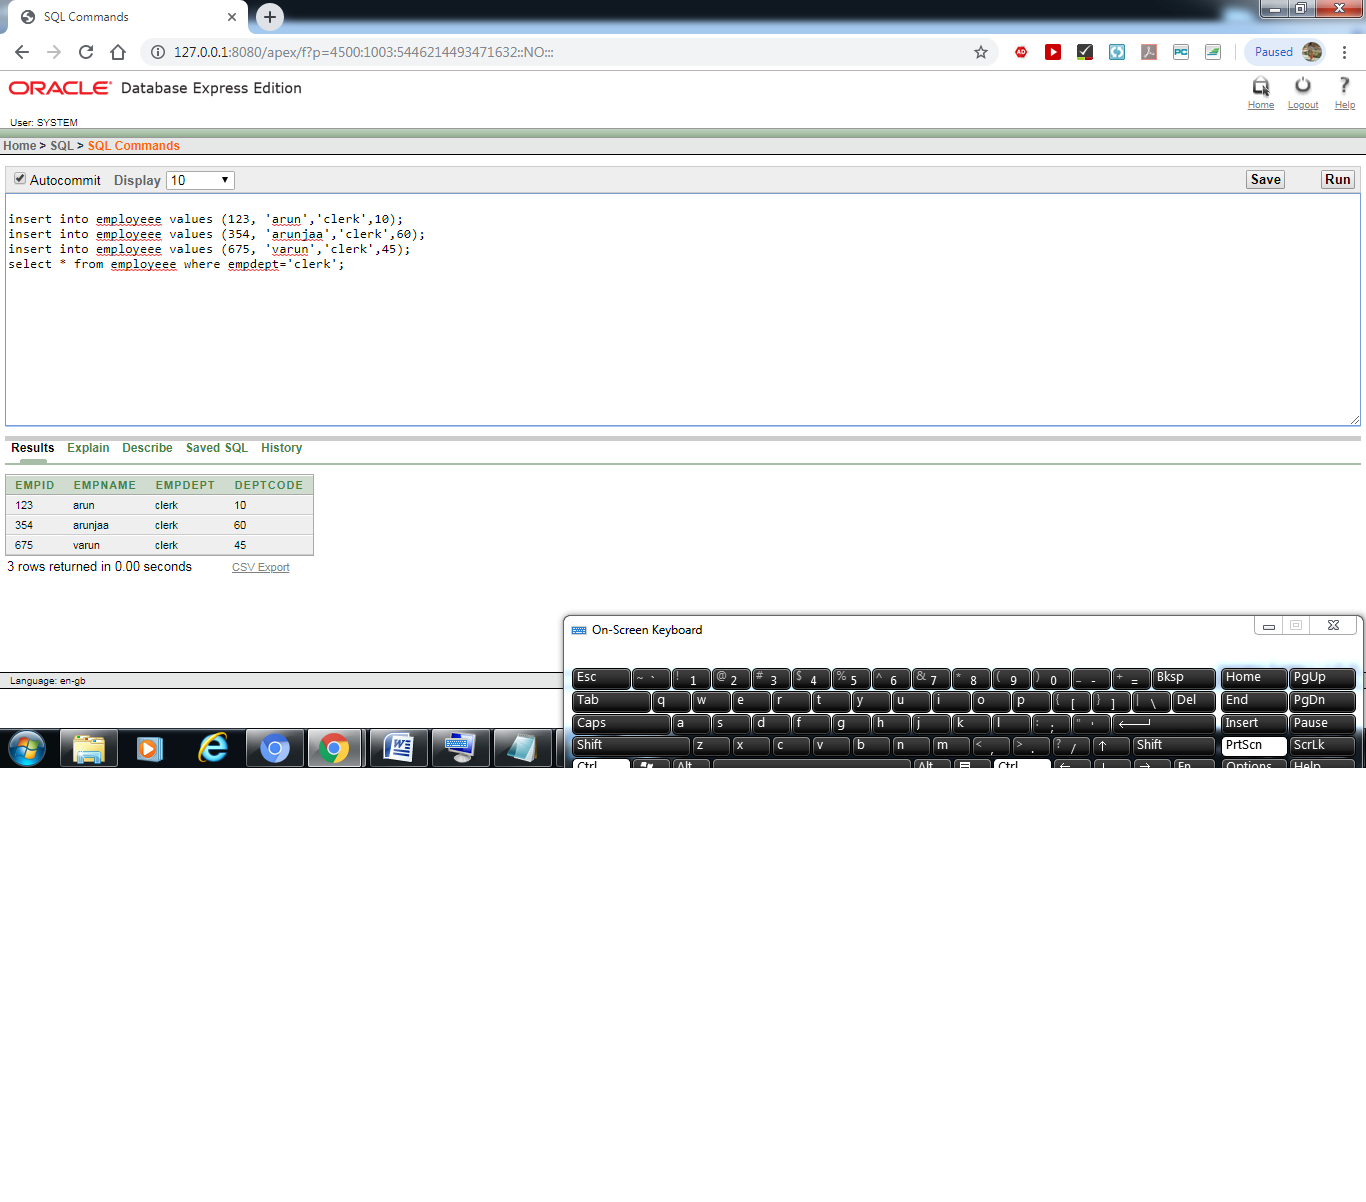 SQL Commands
127.0.0.1:8080/apex/f?p=4500:1003:5446214493471632::NO:::
Paused
ORACLE Database Express Edition
Home Logout Help
User: SYSTEM
Home > SQL > SQL Commands
Autocommit Display 10 Save Run
insert into employeee values (123, 'arun','clerk',10);
insert into employeee values (354, 'arunjaa','clerk',60);
insert into employeee values (675, 'varun','clerk',45);
select * from employeee where empdept='clerk';
Results Explain Describe Saved SQL History
EMPID EMPNAME EMPDEPT DEPTCODE
123 arun clerk 10
354 arunjaa clerk 60
675 varun clerk 45
3 rows returned in 0.00 seconds CSV Export
On-Screen Keyboard
Esc ~ ` ! 1 @ 2 # 3 $ 4 % 5 ^ 6 & 7 * 8 ( 9 ) 0 _ - + = Bksp Home PgUp
Language: en-gb
Tab q w e r t y u i o p { [ } ] | \ Del End PgDn
Caps a s d f g h j k l : ; " ' Insert Pause
Shift z x c v b n m < , > . ? / Shift PrtScn ScrLk
Ctrl Alt Alt Ctrl Fn Options Help